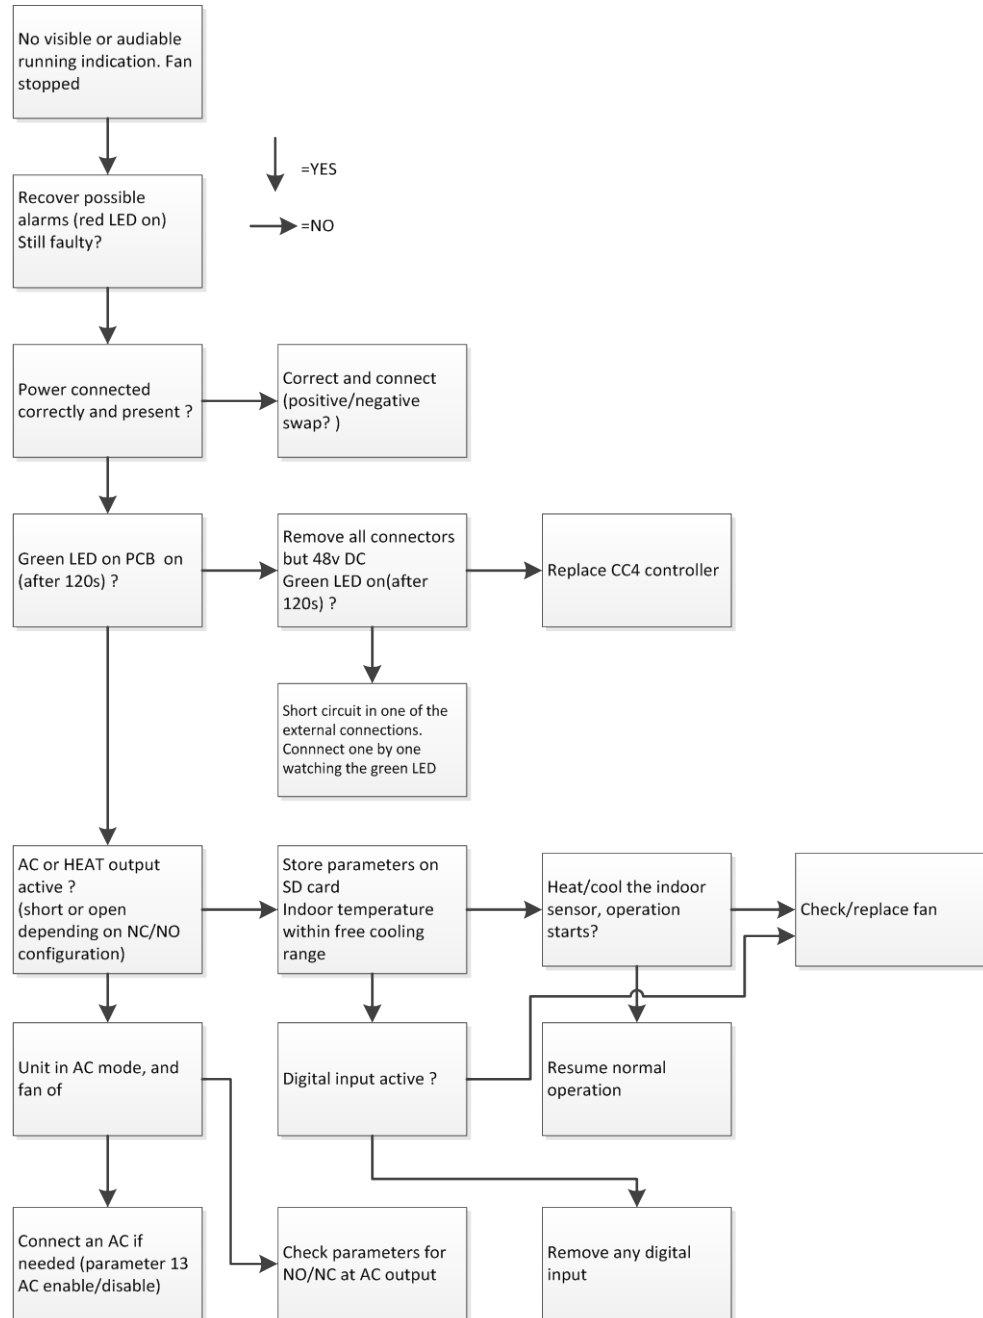 No visible or audiable
running indication. Fan
stopped
=YES
Recover possible
alarms (red LED on)
Still faulty?
=NO
Power connected
correctly and present ?
Correct and connect
(positive/negative
swap? )
Green LED on PCB  on
(after 120s) ?
Remove all connectors
but 48v DC
Green LED on(after
120s) ?
Replace CC4 controller
Short circuit in one of the
external connections.
Connnect one by one
watching the green LED
AC or HEAT output
active ?
(short or open
depending on NC/NO
configuration)
Store parameters on
SD card
Indoor temperature
within free cooling
range
Heat/cool the indoor
sensor, operation
starts?
Check/replace fan
Unit in AC mode, and
fan of
Digital input active ?
Resume normal
operation
Connect an AC if
needed (parameter 13
AC enable/disable)
Check parameters for
NO/NC at AC output
Remove any digital
input